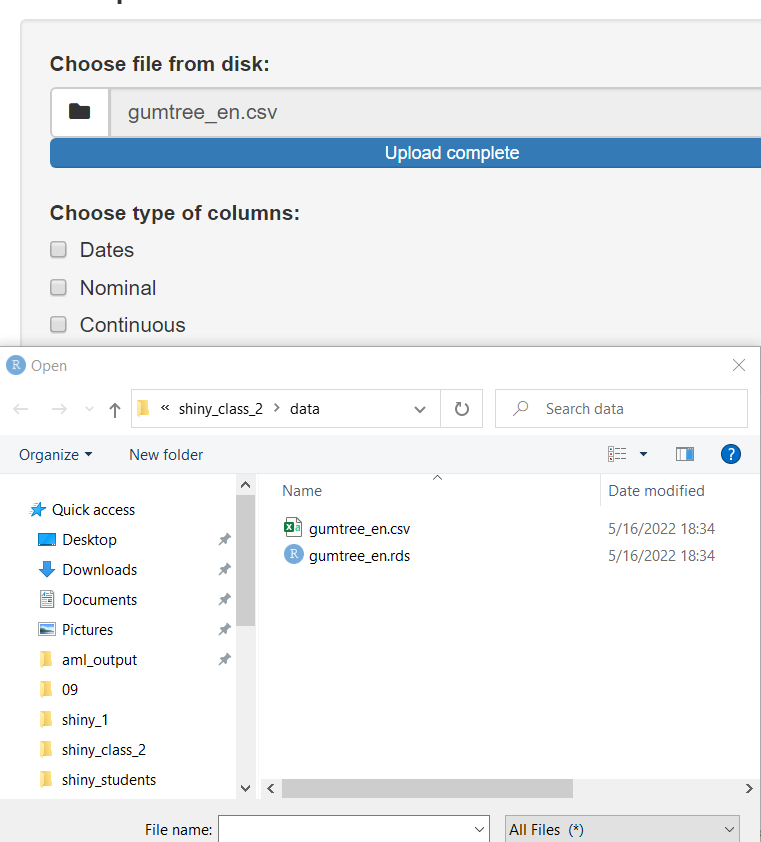 Choose file from disk:
gumtree_en.csv
Upload complete
Choose type of columns:
Dates
Nominal
Continuous
R Open
« shiny_class_2 > data
Search data
Organize
New folder
?
Name
Date modified
Quick access
Desktop
Downloads
Documents
Pictures
aml_output
09
shiny_1
shiny_class_2
shiny_students
gumtree_en.csv 5/16/2022 18:34
R gumtree_en.rds 5/16/2022 18:34
File name:
All Files (*)